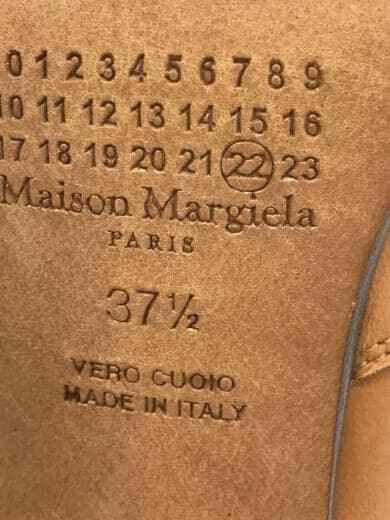 0 1 2 3 4 5 6 7 8 9
10 11 12 13 14 15 16
17 18 19 20 21 22 23
Maison Margiela
PARIS
37½
VERO CUOIO
MADE IN ITALY